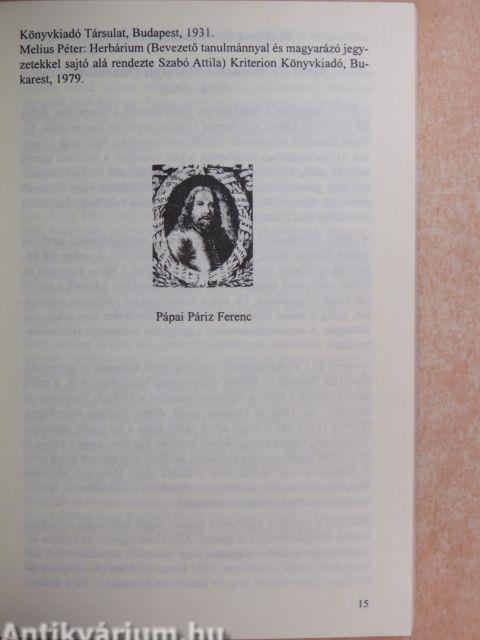 Könyvkiadó Társulat, Budapest, 1931.
Melius Péter: Herbárium (Bevezető tanulmánnyal és magyarázó jegy-
zetekkel sajtó alá rendezte Szabó Attila) Kriterion Könyvkiadó, Bu-
karest, 1979.
Pápai Páriz Ferenc
15
Antikvárium.hu